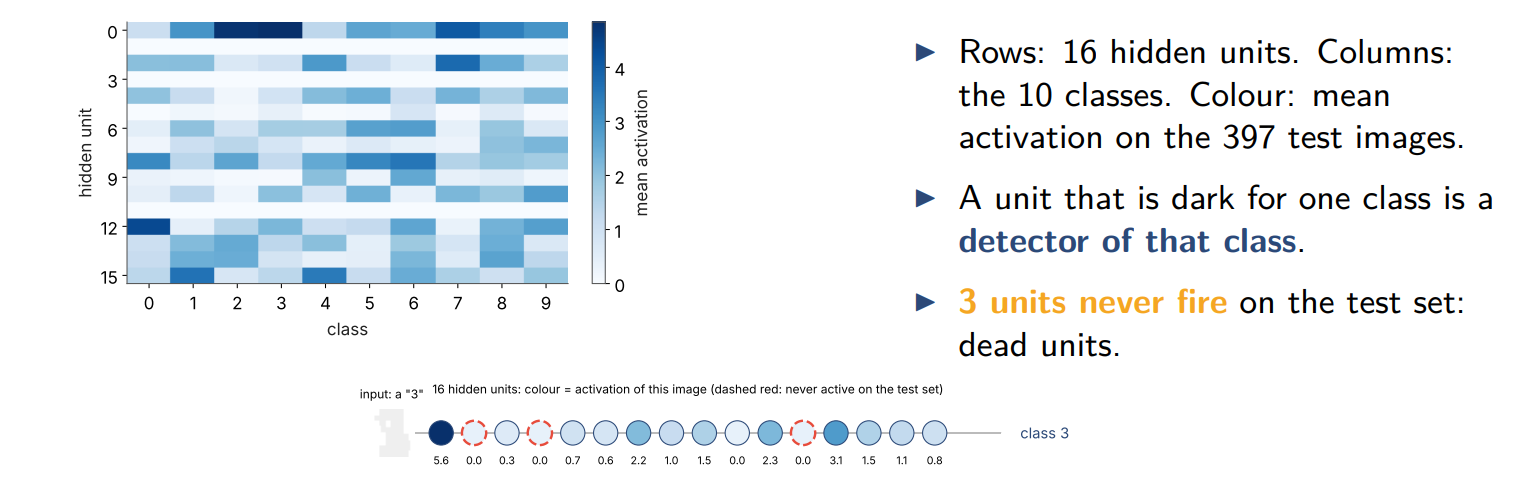 0
3
6
9
12
15
hidden unit
0 1 2 3 4 5 6 7 8 9
class
4
3
2
1
0
mean activation
▶ Rows: 16 hidden units. Columns:
the 10 classes. Colour: mean
activation on the 397 test images.
▶ A unit that is dark for one class is a
detector of that class.
▶ 3 units never fire on the test set:
dead units.
input: a "3"
16 hidden units: colour = activation of this image (dashed red: never active on the test set)
5.6 0.0 0.3 0.0 0.7 0.6 2.2 1.0 1.5 0.0 2.3 0.0 3.1 1.5 1.1 0.8
class 3